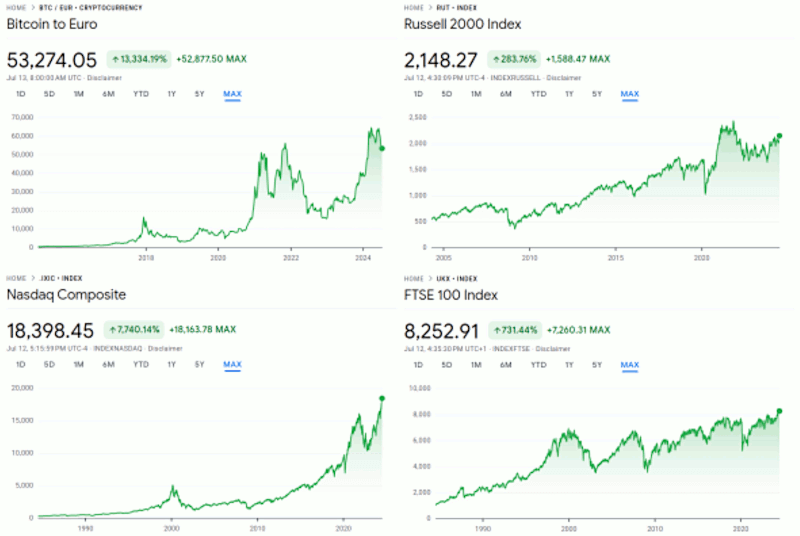 HOME > BTC / EUR • CRYPTOCURRENCY
Bitcoin to Euro
53,274.05 ↑ 13,334.19% +52,877.50 MAX
Jul 13, 8:00:00 AM UTC · Disclaimer
1D 5D 1M 6M YTD 1Y 5Y MAX
70,000
60,000
50,000
40,000
30,000
20,000
10,000
0
2018 2020 2022 2024
HOME > RUT • INDEX
Russell 2000 Index
2,148.27 ↑ 283.76% +1,588.47 MAX
Jul 12, 4:30:09 PM UTC-4 · INDEXRUSSELL · Disclaimer
1D 5D 1M 6M YTD 1Y 5Y MAX
2,500
2,000
1,500
1,000
500
0
2005 2010 2015 2020
HOME > .IXIC • INDEX
Nasdaq Composite
18,398.45 ↑ 7,740.14% +18,163.78 MAX
Jul 12, 5:15:59 PM UTC-4 · INDEXNASDAQ · Disclaimer
1D 5D 1M 6M YTD 1Y 5Y MAX
20,000
15,000
10,000
5,000
0
1990 2000 2010 2020
HOME > UKX • INDEX
FTSE 100 Index
8,252.91 ↑ 731.44% +7,260.31 MAX
Jul 12, 4:35:30 PM UTC+1 · INDEXFTSE · Disclaimer
1D 5D 1M 6M YTD 1Y 5Y MAX
10,000
8,000
6,000
4,000
2,000
0
1990 2000 2010 2020